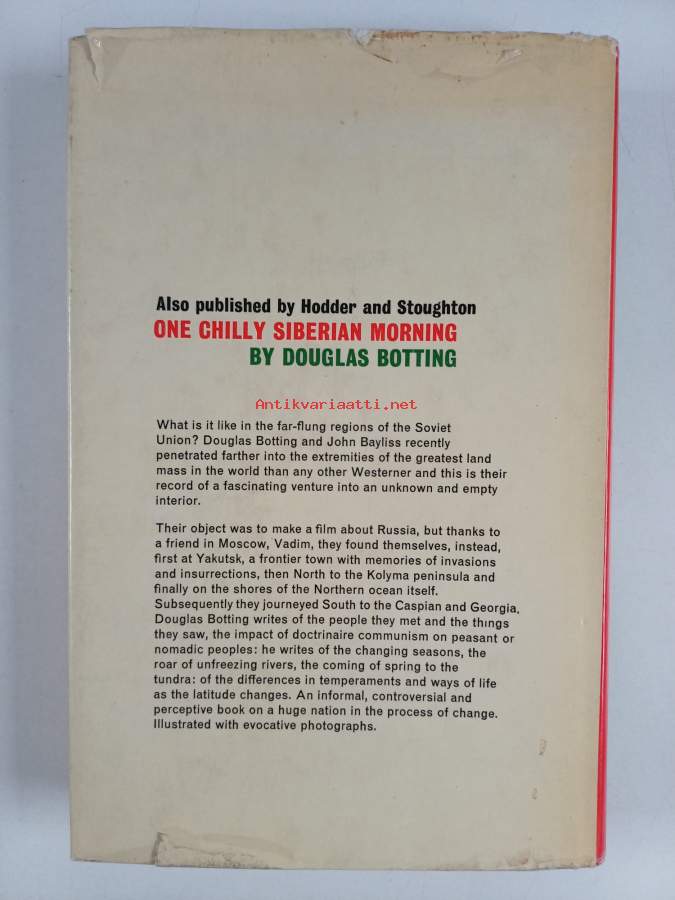 Also published by Hodder and Stoughton
ONE CHILLY SIBERIAN MORNING
BY DOUGLAS BOTTING
Antikvariaatti.net
What is it like in the far-flung regions of the Soviet
Union? Douglas Botting and John Bayliss recently
penetrated farther into the extremities of the greatest land
mass in the world than any other Westerner and this is their
record of a fascinating venture into an unknown and empty
interior.
Their object was to make a film about Russia, but thanks to
a friend in Moscow, Vadim, they found themselves, instead,
first at Yakutsk, a frontier town with memories of invasions
and insurrections, then North to the Kolyma peninsula and
finally on the shores of the Northern ocean itself.
Subsequently they journeyed South to the Caspian and Georgia.
Douglas Botting writes of the people they met and the things
they saw, the impact of doctrinaire communism on peasant or
nomadic peoples: he writes of the changing seasons, the
roar of unfreezing rivers, the coming of spring to the
tundra: of the differences in temperaments and ways of life
as the latitude changes. An informal, controversial and
perceptive book on a huge nation in the process of change.
Illustrated with evocative photographs.